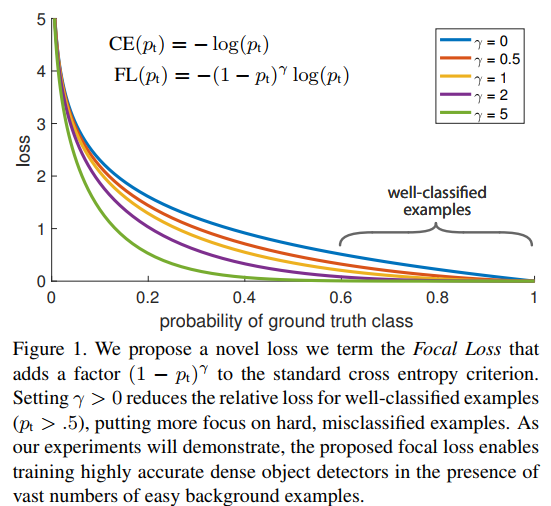 CE(pt) = − log(pt)
FL(pt) = −(1 − pt)γ log(pt)
γ = 0
γ = 0.5
γ = 1
γ = 2
γ = 5
well-classified
examples
5
4
3
2
1
0
loss
0 0.2 0.4 0.6 0.8 1
probability of ground truth class
Figure 1. We propose a novel loss we term the Focal Loss that
adds a factor (1 − pt)γ to the standard cross entropy criterion.
Setting γ > 0 reduces the relative loss for well-classified examples
(pt > .5), putting more focus on hard, misclassified examples. As
our experiments will demonstrate, the proposed focal loss enables
training highly accurate dense object detectors in the presence of
vast numbers of easy background examples.